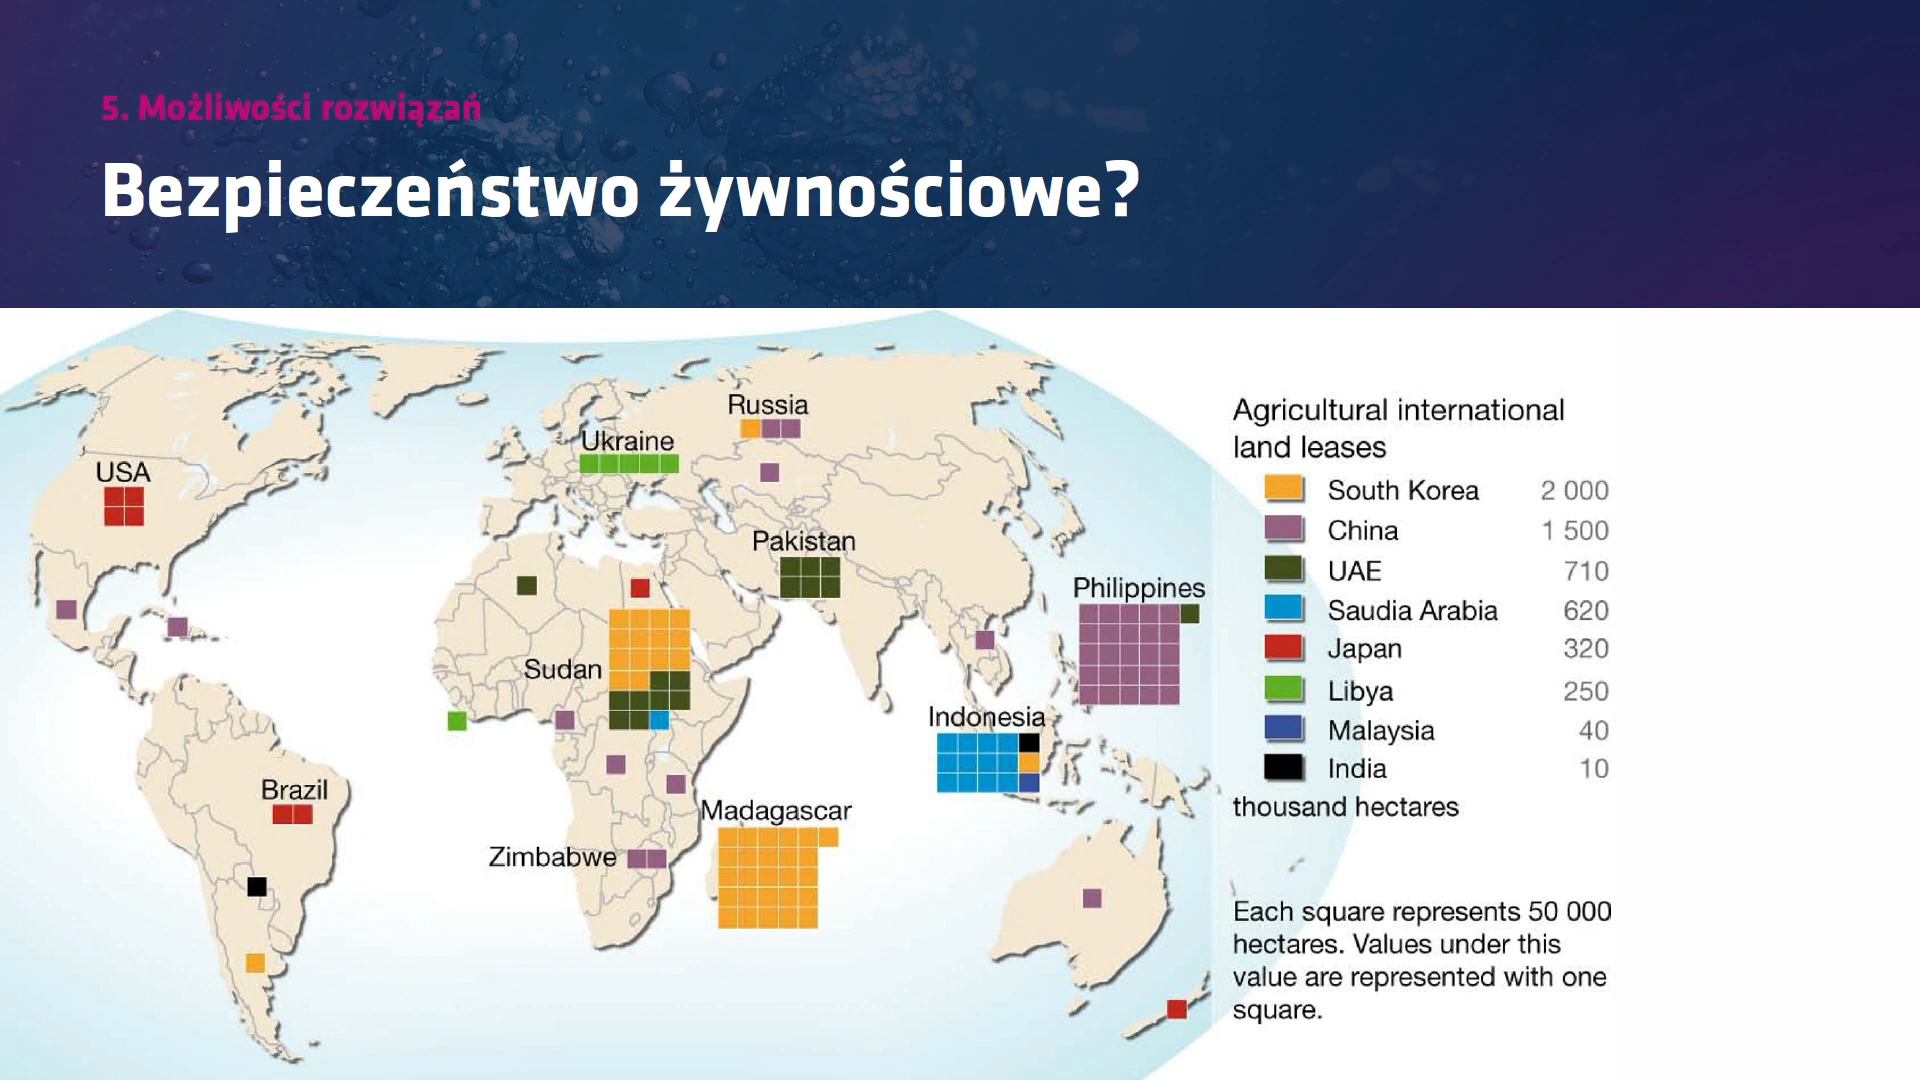 5. Możliwości rozwiązań
Bezpieczeństwo żywnościowe?
Russia
Ukraine
USA
Pakistan
Philippines
Sudan
Indonesia
Brazil
Madagascar
Zimbabwe
Agricultural international
land leases
South Korea 2 000
China 1 500
UAE 710
Saudia Arabia 620
Japan 320
Libya 250
Malaysia 40
India 10
thousand hectares
Each square represents 50 000
hectares. Values under this
value are represented with one
square.